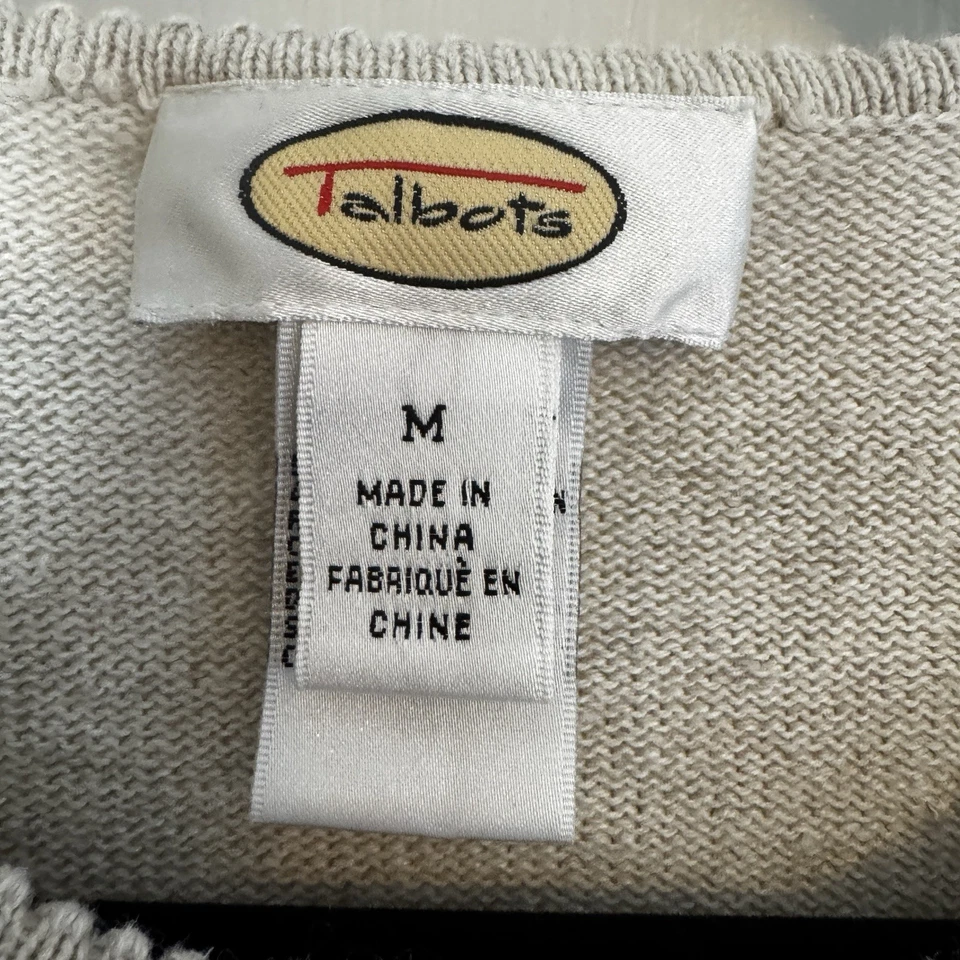 Talbots
M
MADE IN
CHINA
FABRIQUÈ EN
CHINE